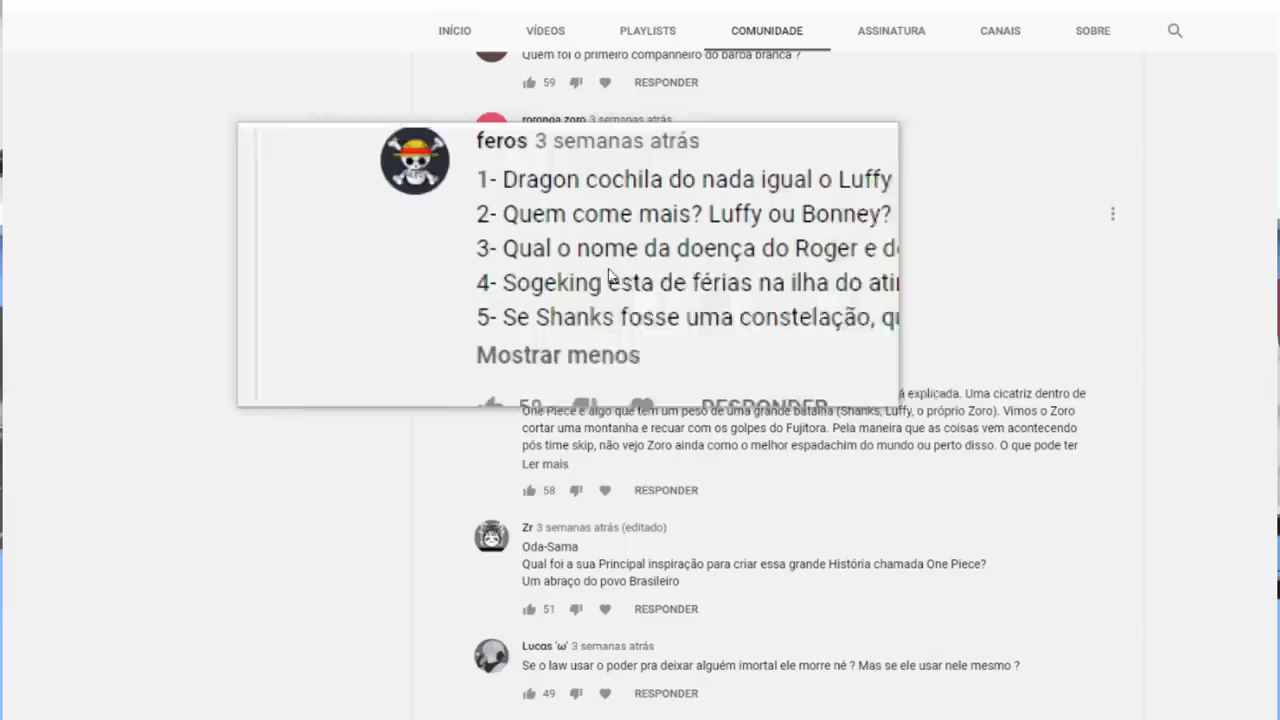 INÍCIO VÍDEOS PLAYLISTS COMUNIDADE ASSINATURA CANAIS SOBRE
Quem foi o primeiro companheiro do barba branca ?
59 RESPONDER
roronoa zoro 3 semanas atrás
feros 3 semanas atrás
1- Dragon cochila do nada igual o Luffy
2- Quem come mais? Luffy ou Bonney?
3- Qual o nome da doença do Roger e d
4- Sogeking esta de férias na ilha do ati
5- Se Shanks fosse uma constelação, qu
Mostrar menos
59 RESPONDER
á explicada. Uma cicatriz dentro de
One Piece é algo que tem um peso de uma grande batalha (Shanks, Luffy, o próprio Zoro). Vimos o Zoro
cortar uma montanha e recuar com os golpes do Fujitora. Pela maneira que as coisas vem acontecendo
pós time skip, não vejo Zoro ainda como o melhor espadachim do mundo ou perto disso. O que pode ter
Ler mais
58 RESPONDER
Zr 3 semanas atrás (editado)
Oda-Sama
Qual foi a sua Principal inspiração para criar essa grande História chamada One Piece?
Um abraço do povo Brasileiro
51 RESPONDER
Lucas 'ω' 3 semanas atrás
Se o law usar o poder pra deixar alguém imortal ele morre né ? Mas se ele usar nele mesmo ?
49 RESPONDER